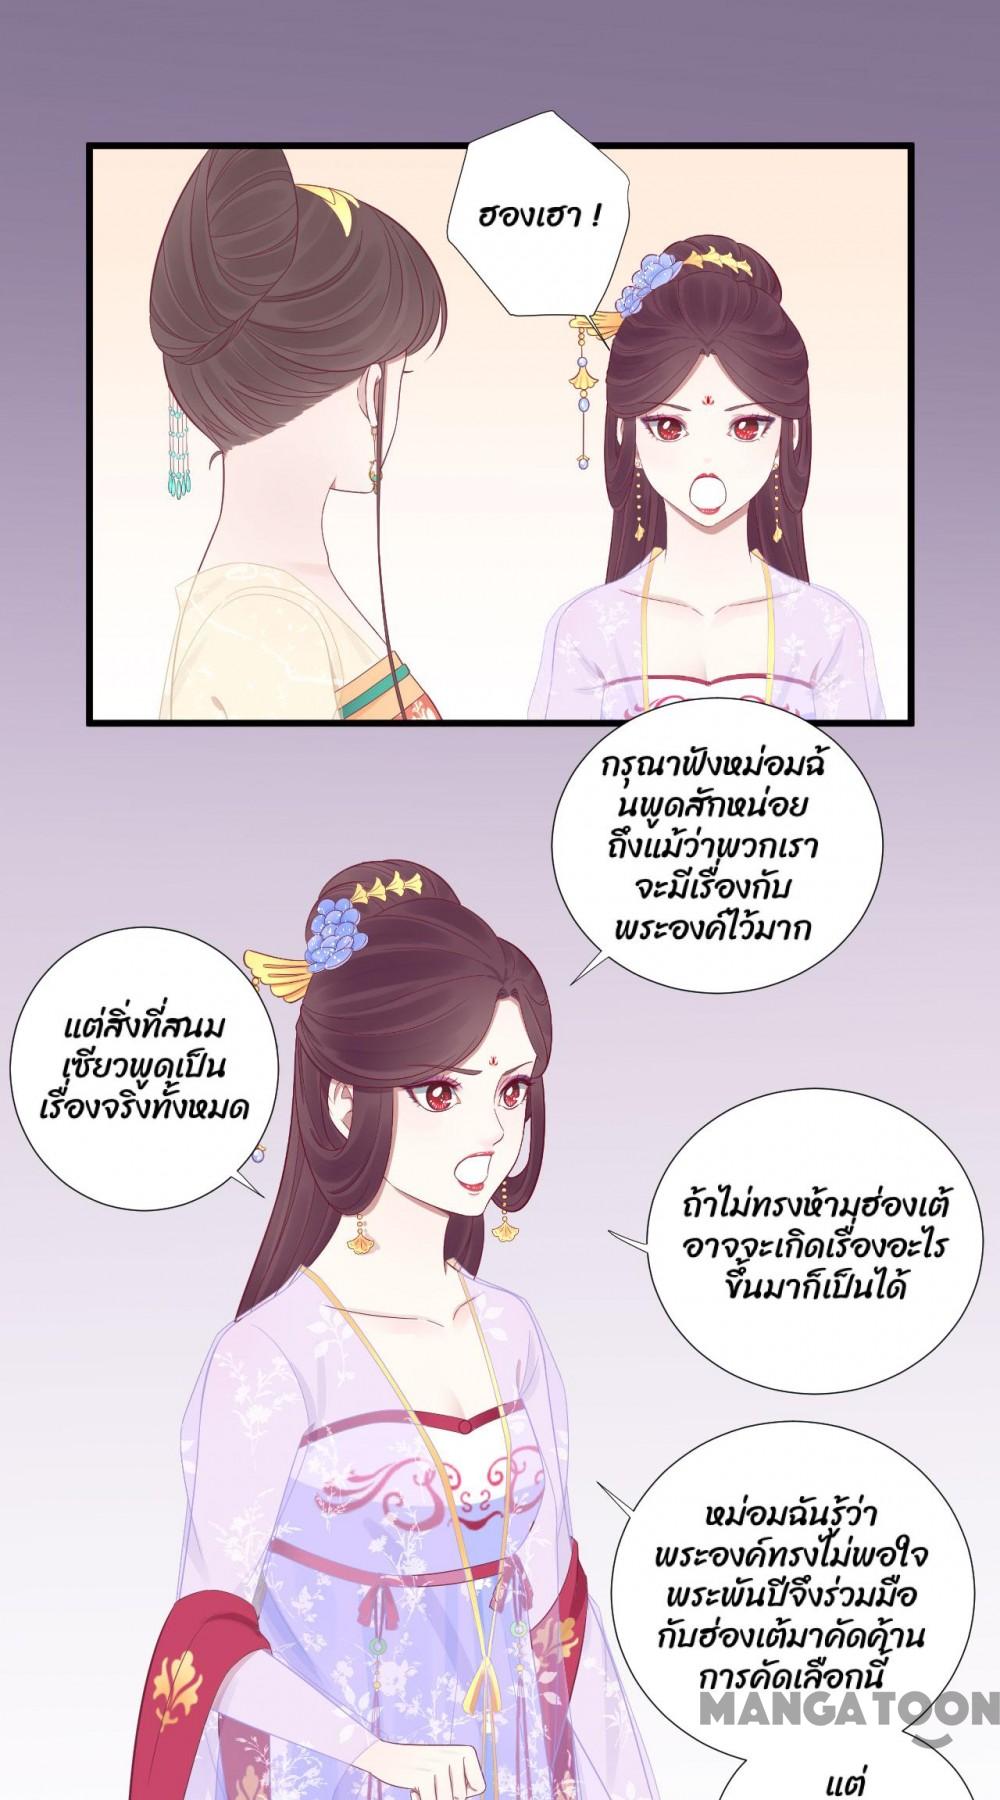 ฮองเฮา !
กรุณาฟังหม่อมฉั
นพูดสักหน่อย
ถึงแม้ว่าพวกเรา
จะมีเรื่องกับ
พระองค์ไว้มาก
แต่สิ่งที่สนม
เซียวพูดเป็น
เรื่องจริงทั้งหมด
ถ้าไม่ทรงห้ามฮ่องเต้
อาจจะเกิดเรื่องอะไร
ขึ้นมาก็เป็นได้
หม่อมฉันรู้ว่า
พระองค์ทรงไม่พอใจ
พระพันปีจึงร่วมมือ
กับฮ่องเต้มาคัดค้าน
การคัดเลือกนี้
MANGATOON
แต่